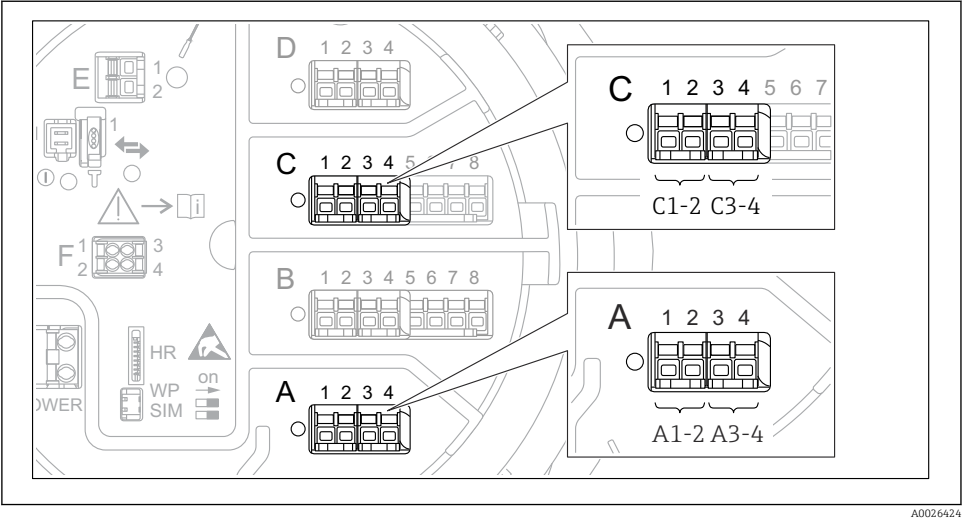 D 1 2 3 4
E 1
2
1
C 1 2 3 4 5 6 7 8
i
F 1 3
2 4
B 1 2 3 4 5 6 7 8
HR
WP on
SIM
OWER
A 1 2 3 4
C 1 2 3 4 5 6 7
C1-2 C3-4
A 1 2 3 4
A1-2 A3-4
A0026424